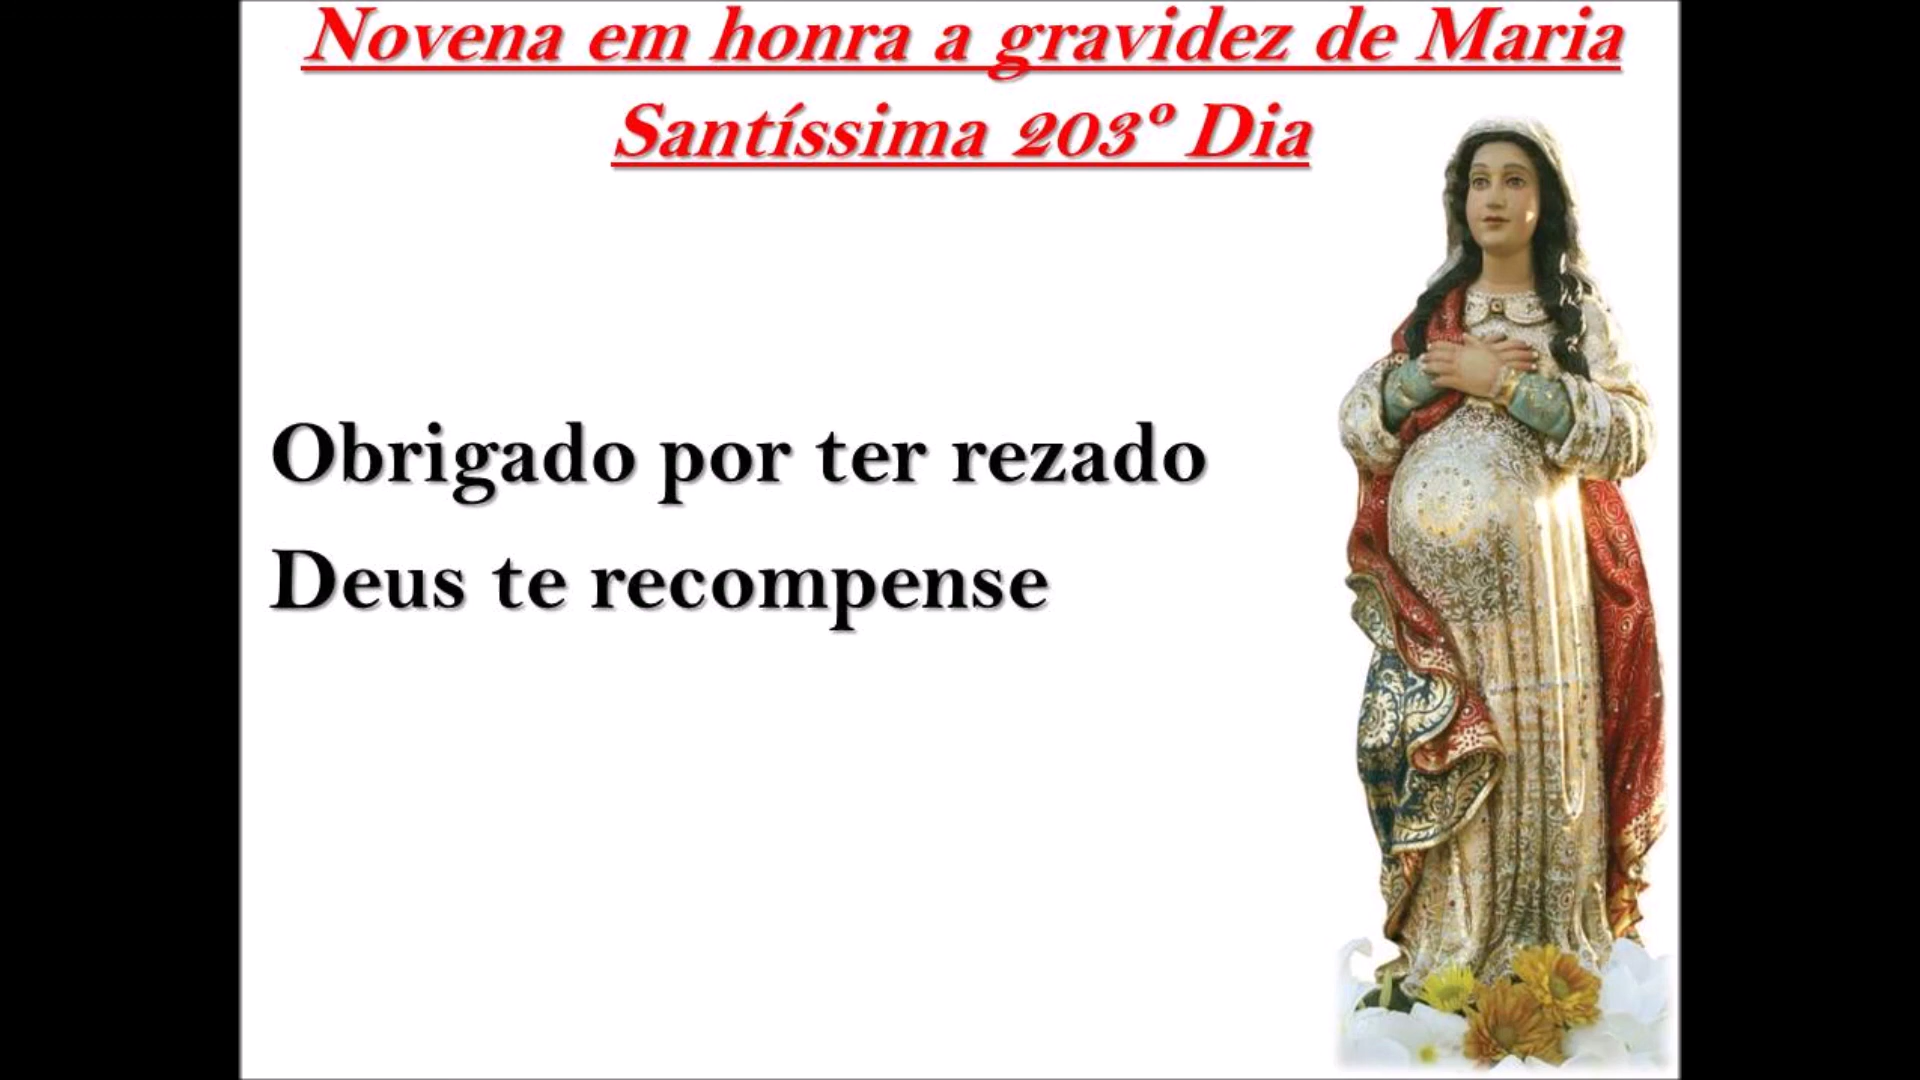 Novena em honra a gravidez de Maria
Santíssima 203º Dia
Obrigado por ter rezado
Deus te recompense